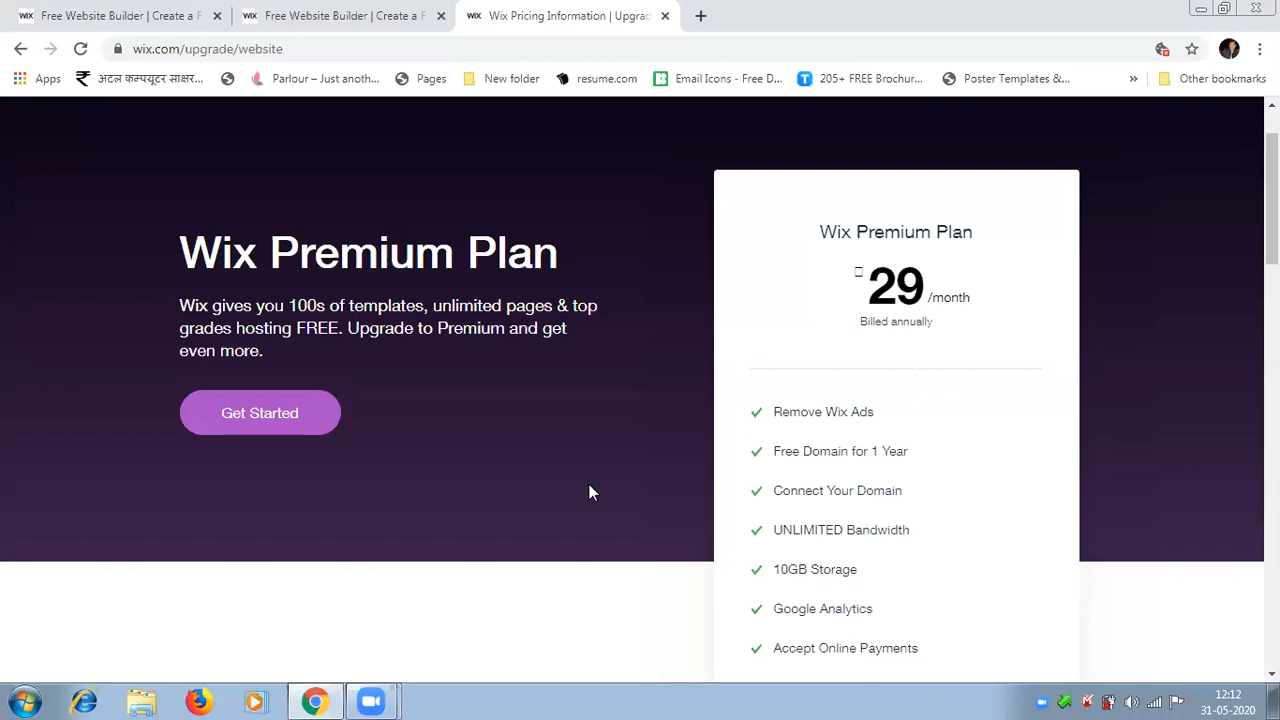 WIX Free Website Builder | Create a F
WIX Free Website Builder | Create a F
WIX Wix Pricing Information | Upgrad
wix.com/upgrade/website
Apps
अटल कम्प्यूटर साक्षर...
Parlour – Just anoth...
Pages
New folder
resume.com
Email Icons - Free D...
205+ FREE Brochur...
Poster Templates &...
»
Other bookmarks
Wix Premium Plan
Wix gives you 100s of templates, unlimited pages & top
grades hosting FREE. Upgrade to Premium and get
even more.
Get Started
Wix Premium Plan
29 /month
Billed annually
Remove Wix Ads
Free Domain for 1 Year
Connect Your Domain
UNLIMITED Bandwidth
10GB Storage
Google Analytics
Accept Online Payments
12:12
31-05-2020